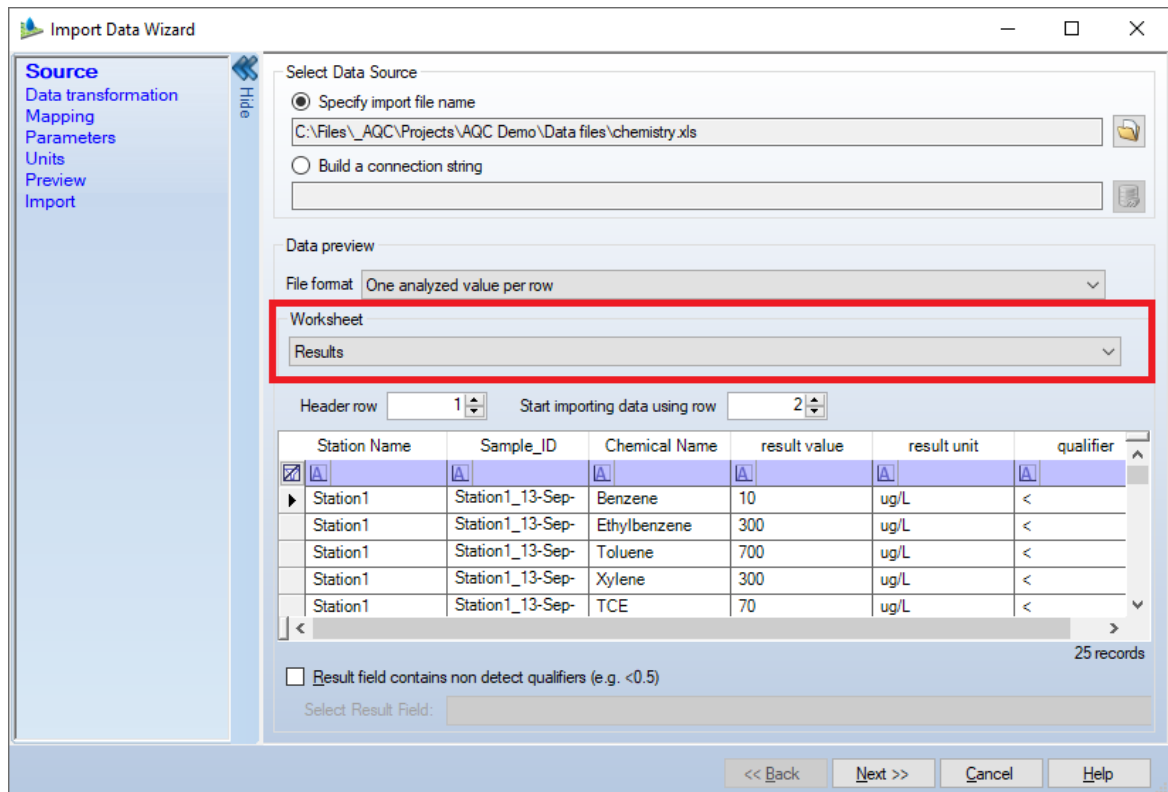 Import Data Wizard
Source
Data transformation
Mapping
Parameters
Units
Preview
Import
Hide
Select Data Source
Specify import file name
C:\Files\_AQC\Projects\AQC Demo\Data files\chemistry.xls
Build a connection string
Data preview
File format One analyzed value per row
Worksheet
Results
Header row 1 Start importing data using row 2
Station Name Sample_ID Chemical Name result value result unit qualifier
A A A A A A
Station1 Station1_13-Sep- Benzene 10 ug/L <
Station1 Station1_13-Sep- Ethylbenzene 300 ug/L <
Station1 Station1_13-Sep- Toluene 700 ug/L <
Station1 Station1_13-Sep- Xylene 300 ug/L <
Station1 Station1_13-Sep- TCE 70 ug/L <
25 records
Result field contains non detect qualifiers (e.g. <0.5)
Select Result Field:
<< Back Next >> Cancel Help